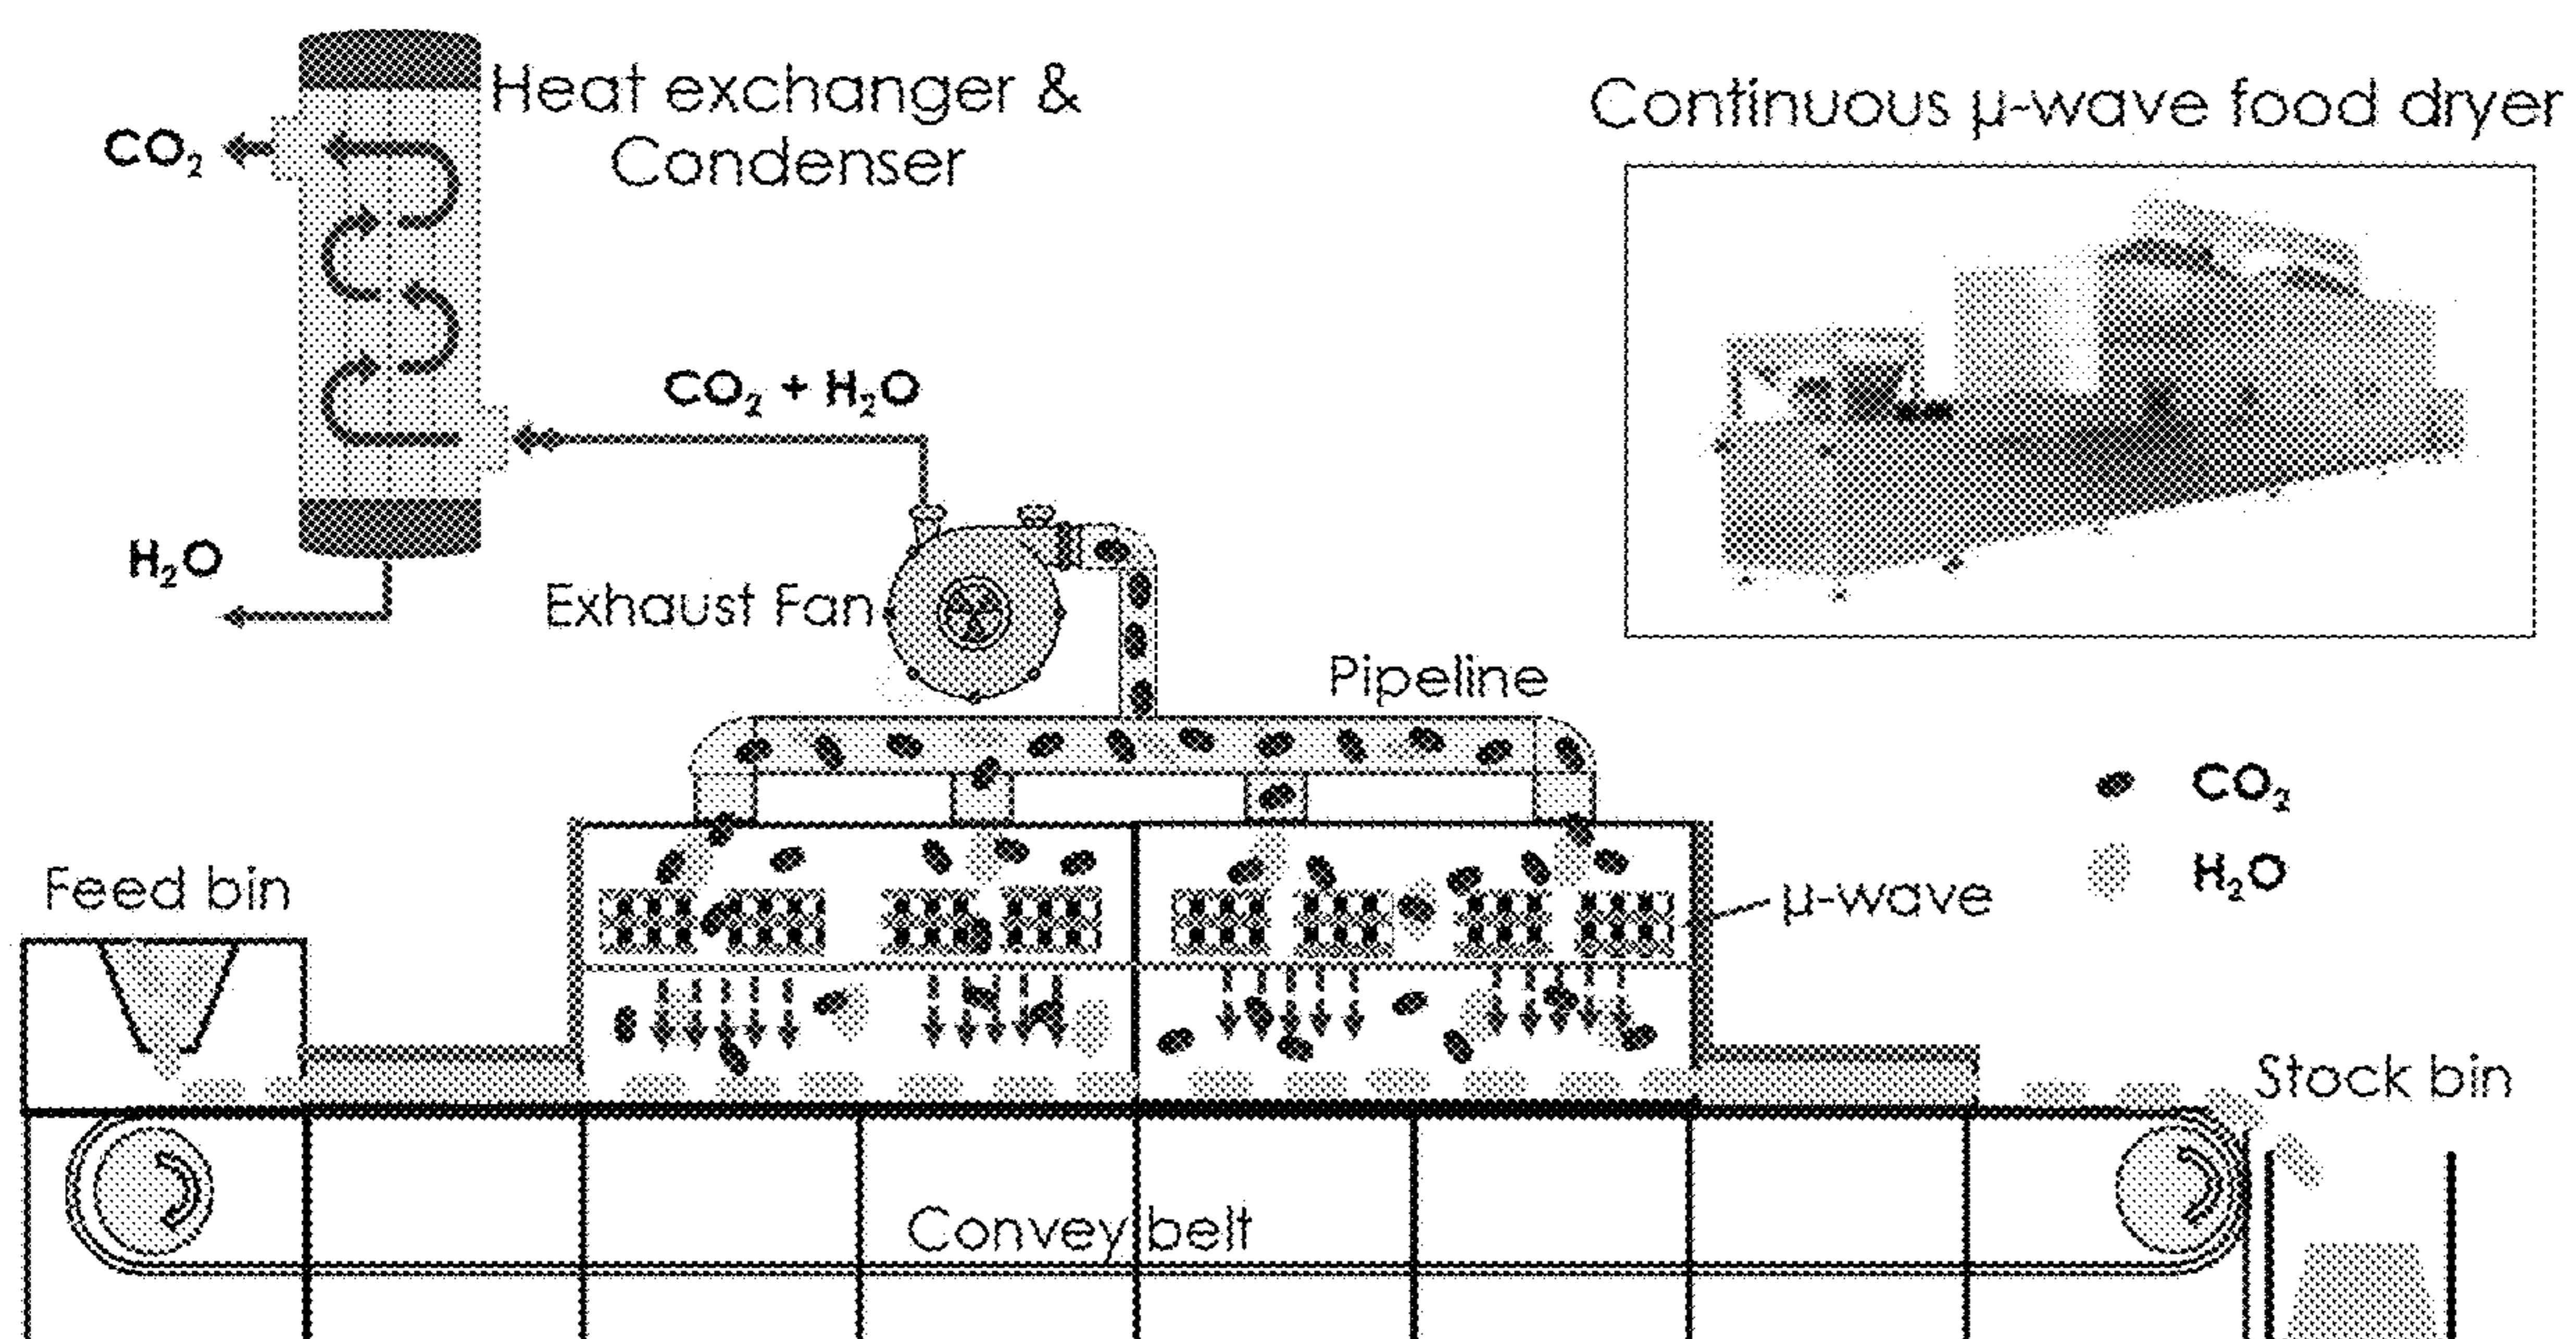 Heat exchanger &
Condenser
Continuous μ-wave food dryer
CO₂
CO₂ + H₂O
H₂O
Exhaust Fan
Pipeline
CO₂
H₂O
Feed bin
μ-wave
Stock bin
Convey belt